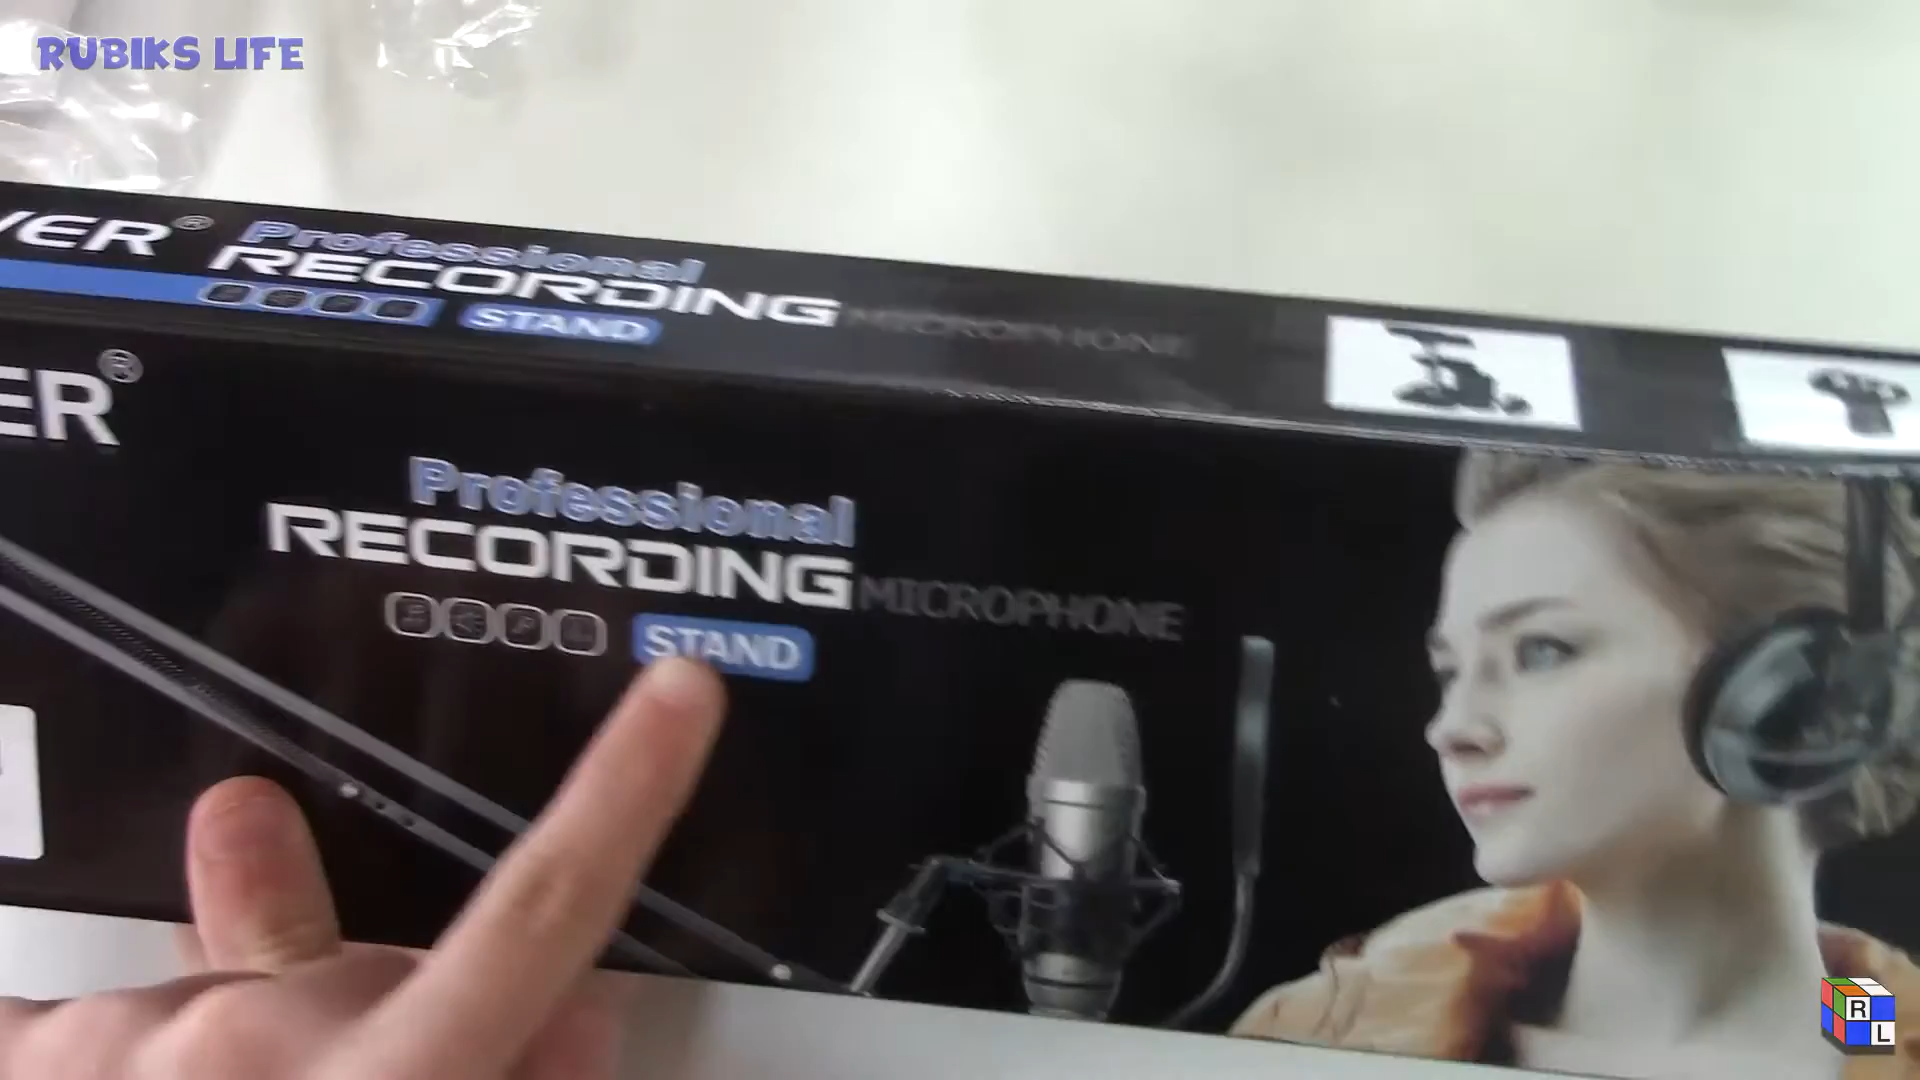 RUBIKS LIFE
VER®
Professional
RECORDING MICROPHONE
STAND
ER®
Professional
RECORDING MICROPHONE
STAND
R
L